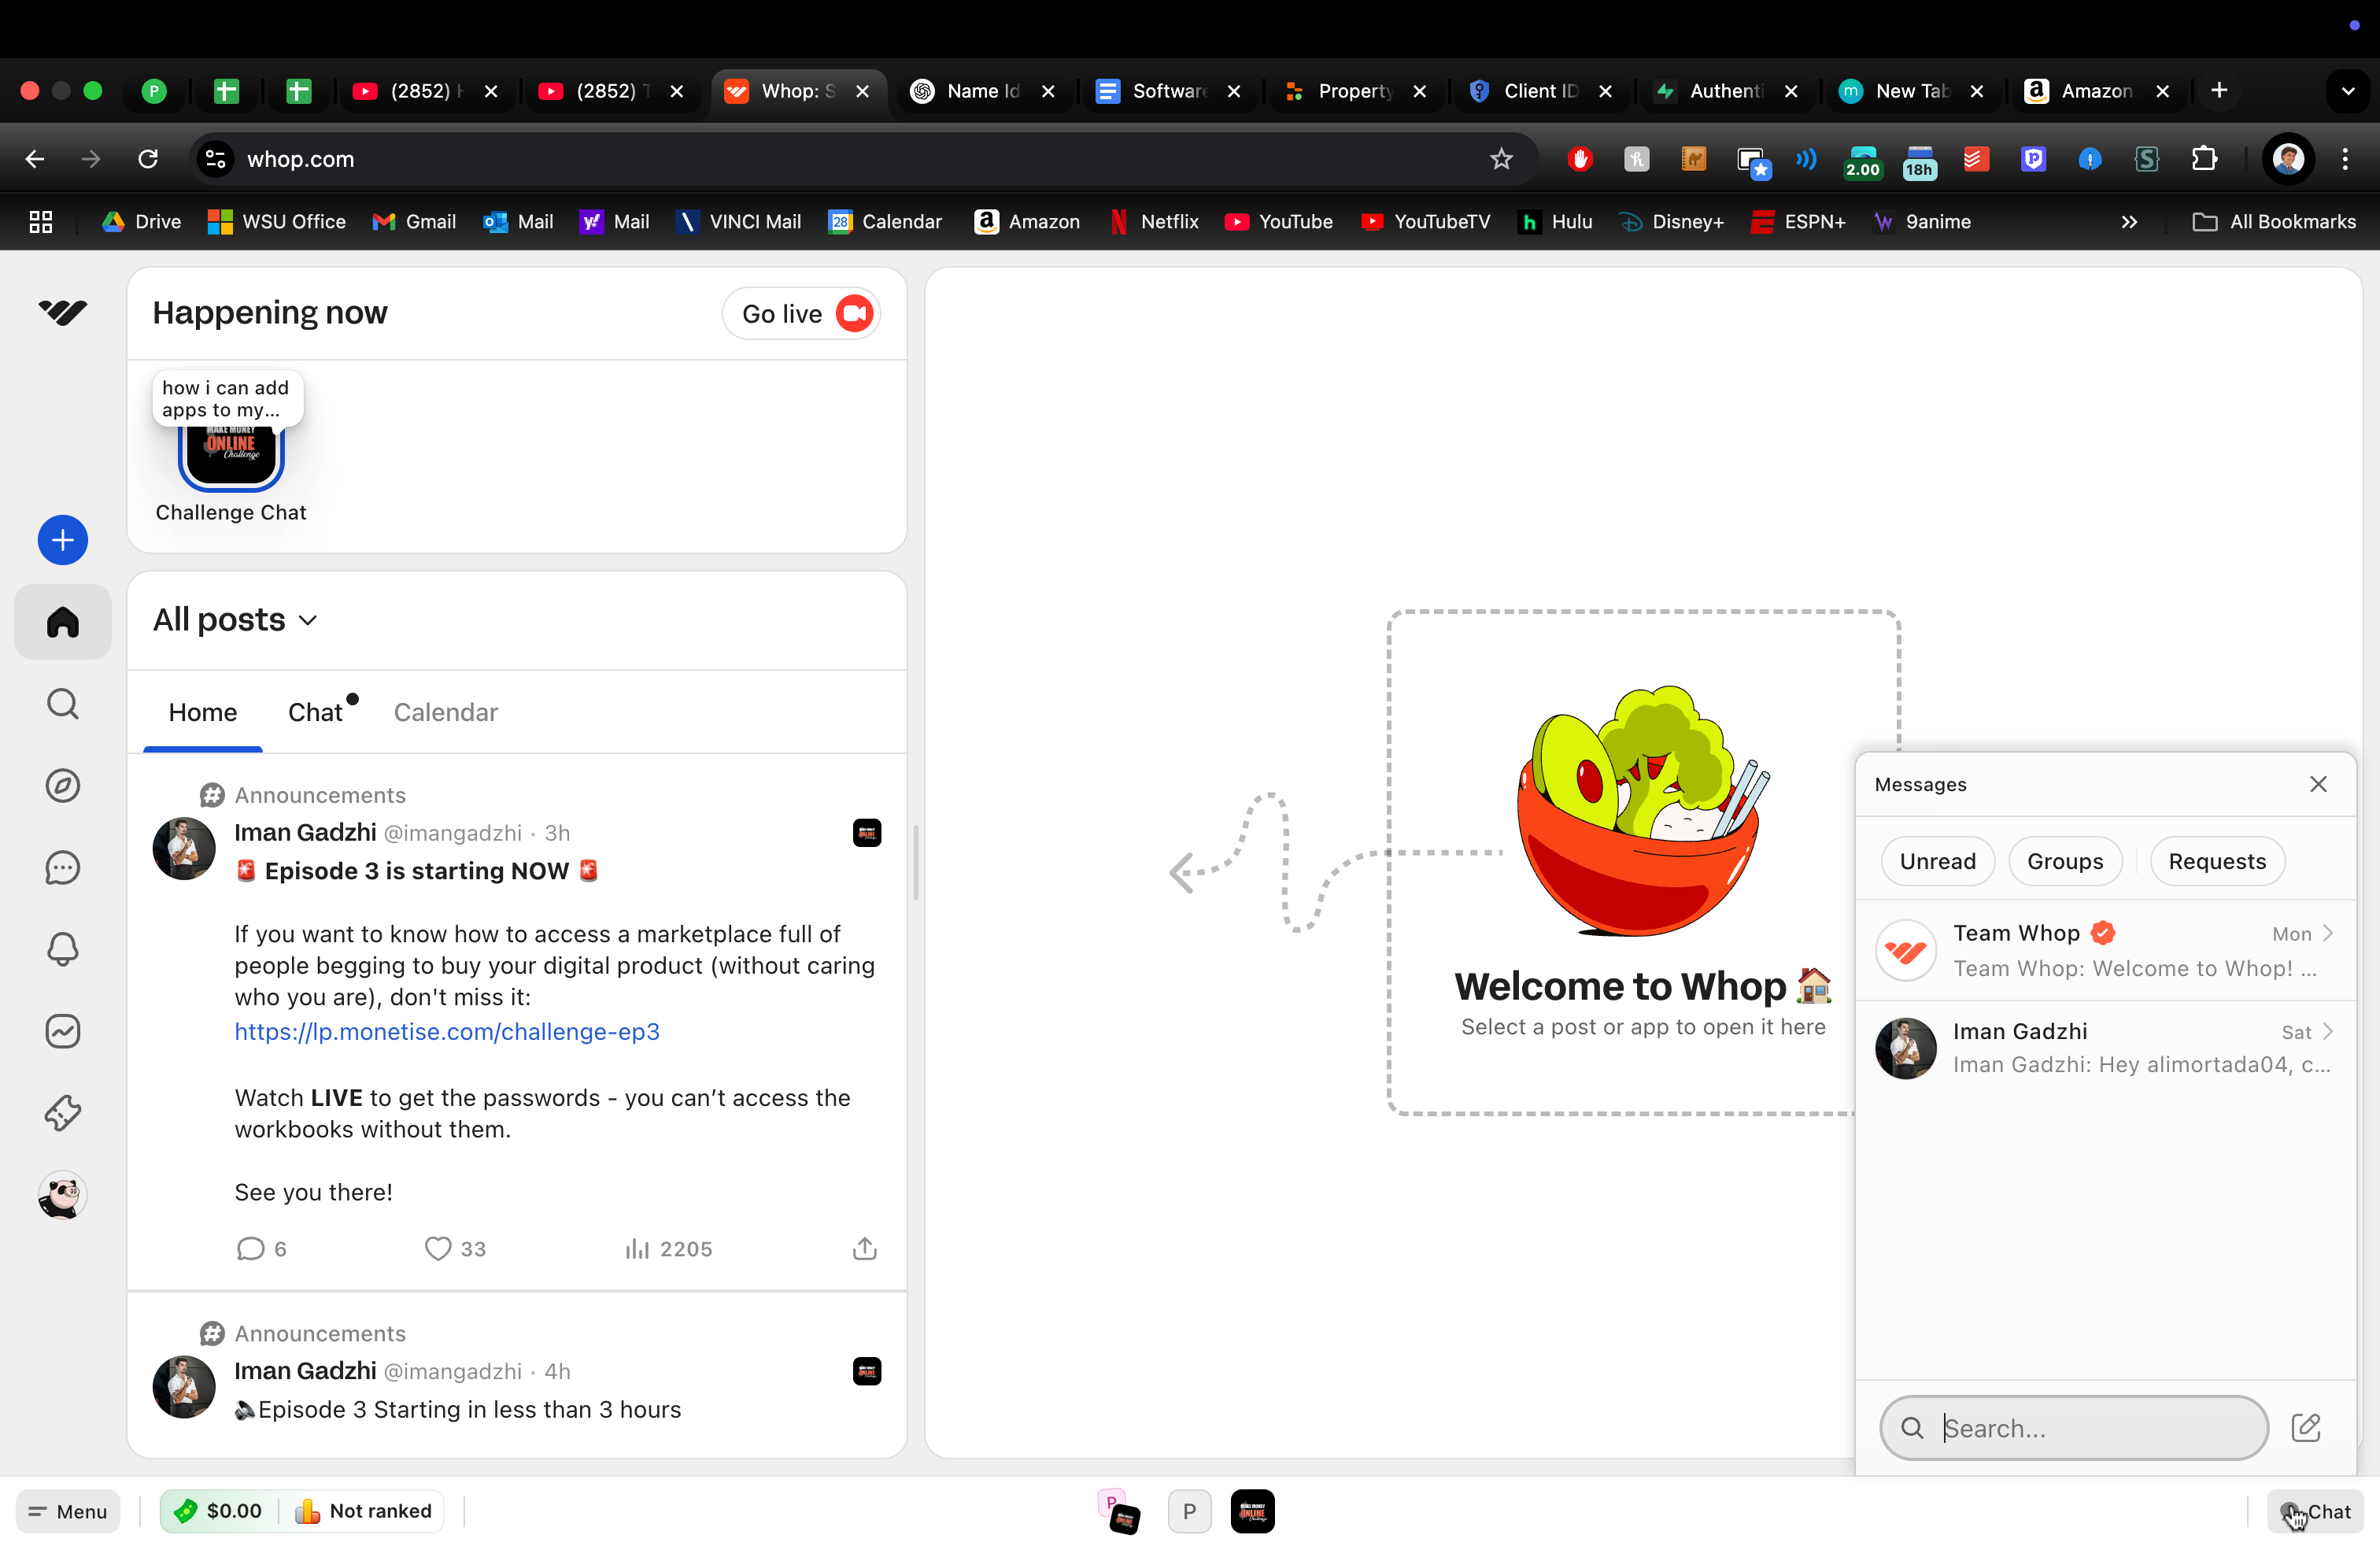 P
(2852) H
(2852) T
Whop: S
Name Id
Software
Property
Client ID
Authenti
m
New Tab
a
Amazon
whop.com
2.00
18h
Drive
WSU Office
Gmail
Mail
Mail
VINCI Mail
28
Calendar
Amazon
Netflix
YouTube
YouTubeTV
Hulu
Disney+
ESPN+
9anime
All Bookmarks
Happening now
Go live
how i can add
apps to my...
MAKE MONEY
ONLINE
Challenge
Challenge Chat
All posts
Home
Chat
Calendar
Announcements
Iman Gadzhi @imangadzhi · 3h
🚨 Episode 3 is starting NOW 🚨
If you want to know how to access a marketplace full of
people begging to buy your digital product (without caring
who you are), don't miss it:
https://lp.monetise.com/challenge-ep3
Watch LIVE to get the passwords - you can’t access the
workbooks without them.
See you there!
6
33
2205
Announcements
Iman Gadzhi @imangadzhi · 4h
🔊Episode 3 Starting in less than 3 hours
Welcome to Whop 🏠
Select a post or app to open it here
Messages
Unread
Groups
Requests
Team Whop
Mon
Team Whop: Welcome to Whop! ...
Iman Gadzhi
Sat
Iman Gadzhi: Hey alimortada04, c...
Search...
Menu
$0.00
Not ranked
P
P
MAKE MONEY
ONLINE
Chat